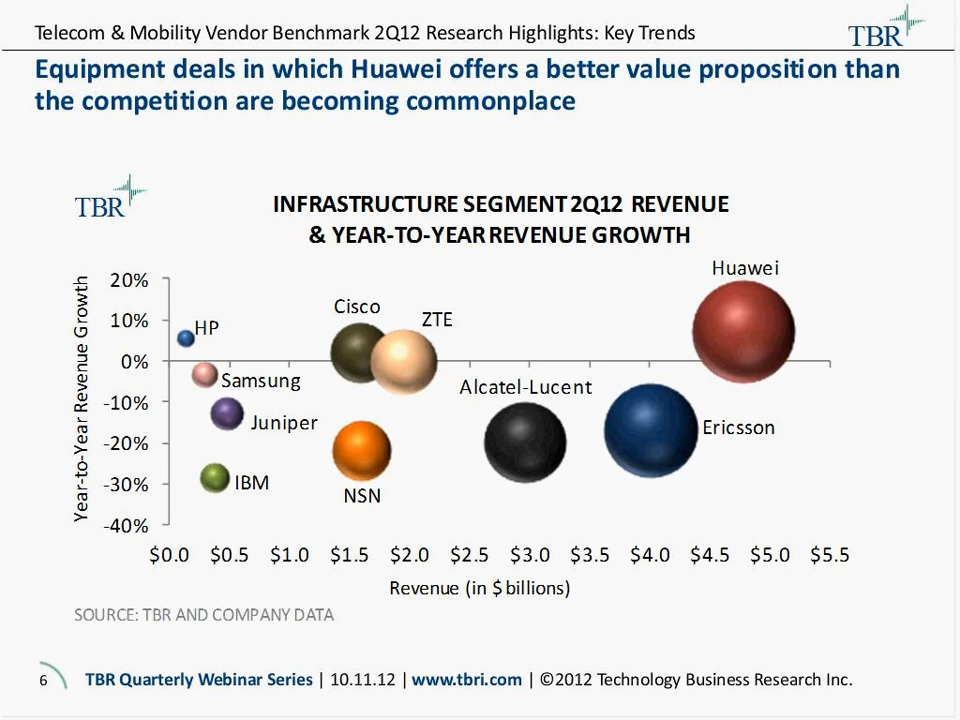 Telecom & Mobility Vendor Benchmark 2Q12 Research Highlights: Key Trends
TBR
Equipment deals in which Huawei offers a better value proposition than
the competition are becoming commonplace
TBR
INFRASTRUCTURE SEGMENT 2Q12 REVENUE
& YEAR-TO-YEAR REVENUE GROWTH
Year-to-Year Revenue Growth
20%
10%
0%
-10%
-20%
-30%
-40%
Huawei
Cisco
ZTE
HP
Samsung
Alcatel-Lucent
Juniper
Ericsson
IBM
NSN
$0.0 $0.5 $1.0 $1.5 $2.0 $2.5 $3.0 $3.5 $4.0 $4.5 $5.0 $5.5
Revenue (in $ billions)
SOURCE: TBR AND COMPANY DATA
6 TBR Quarterly Webinar Series | 10.11.12 | www.tbri.com | ©2012 Technology Business Research Inc.